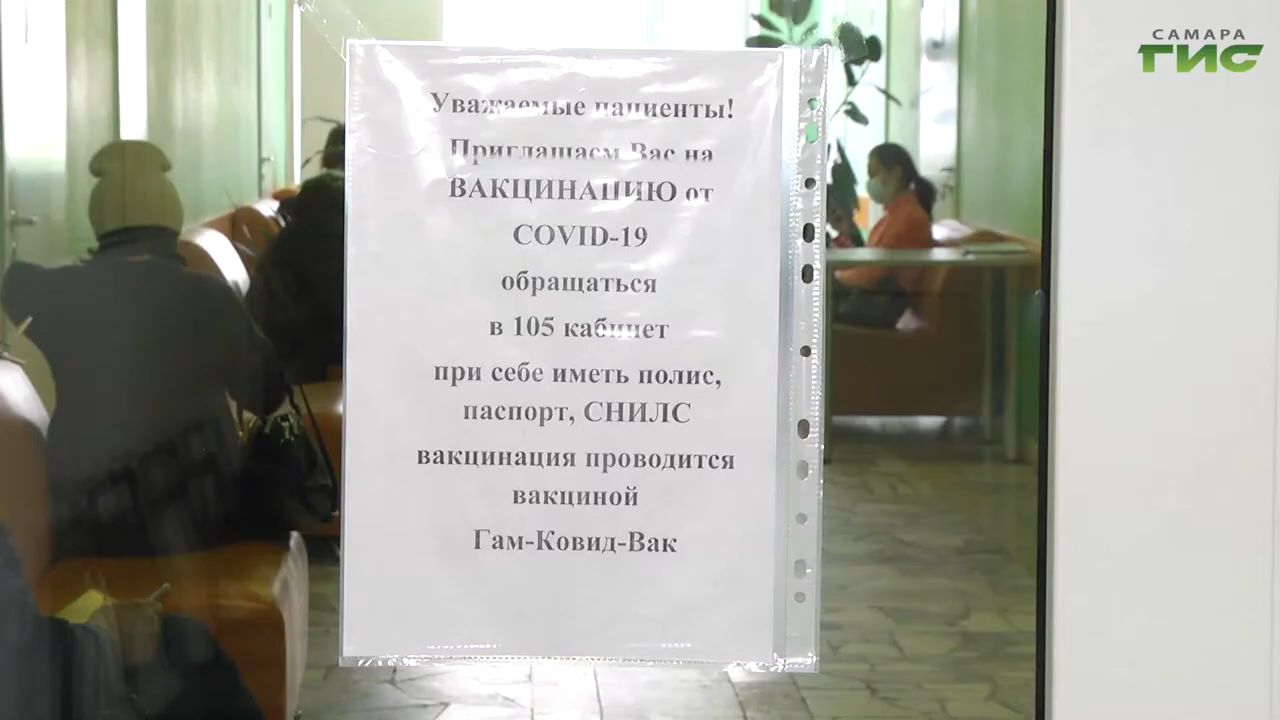 САМАРА
ГИС
Уважаемые пациенты!
Приглашаем Вас на
ВАКЦИНАЦИЮ от
COVID-19
обращаться
в 105 кабинет
при себе иметь полис,
паспорт, СНИЛС
вакцинация проводится
вакциной
Гам-Ковид-Вак